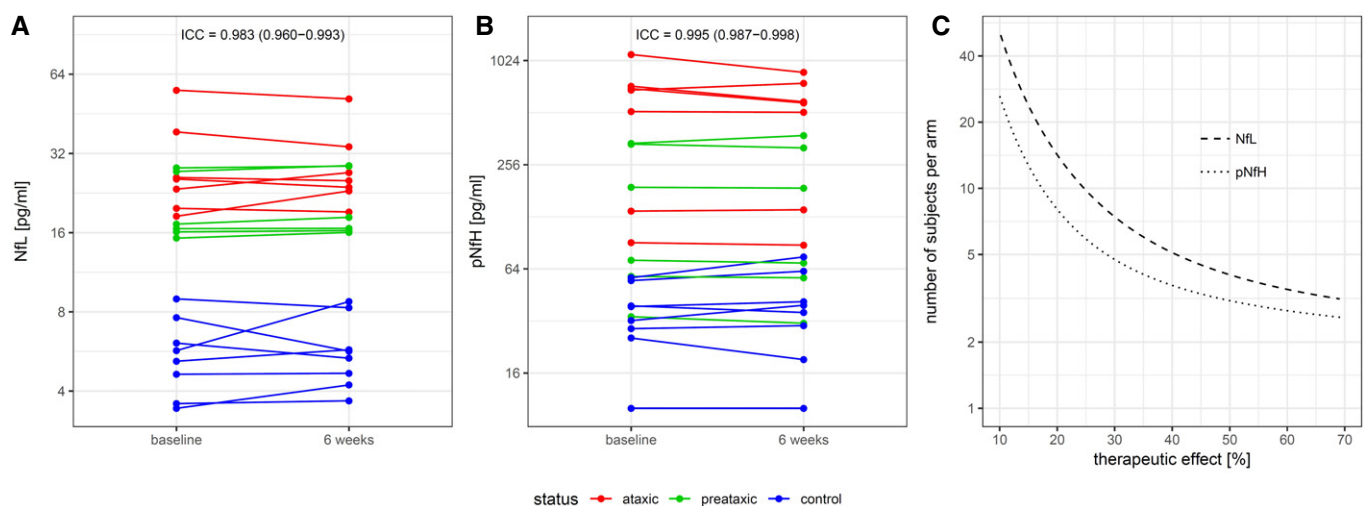 A
ICC = 0.983 (0.960−0.993)
NfL [pg/ml]
64
32
16
8
4
baseline
6 weeks
B
ICC = 0.995 (0.987−0.998)
pNfH [pg/ml]
1024
256
64
16
baseline
6 weeks
C
number of subjects per arm
40
20
10
5
2
1
NfL
pNfH
10 20 30 40 50 60 70
therapeutic effect [%]
status ataxic preataxic control